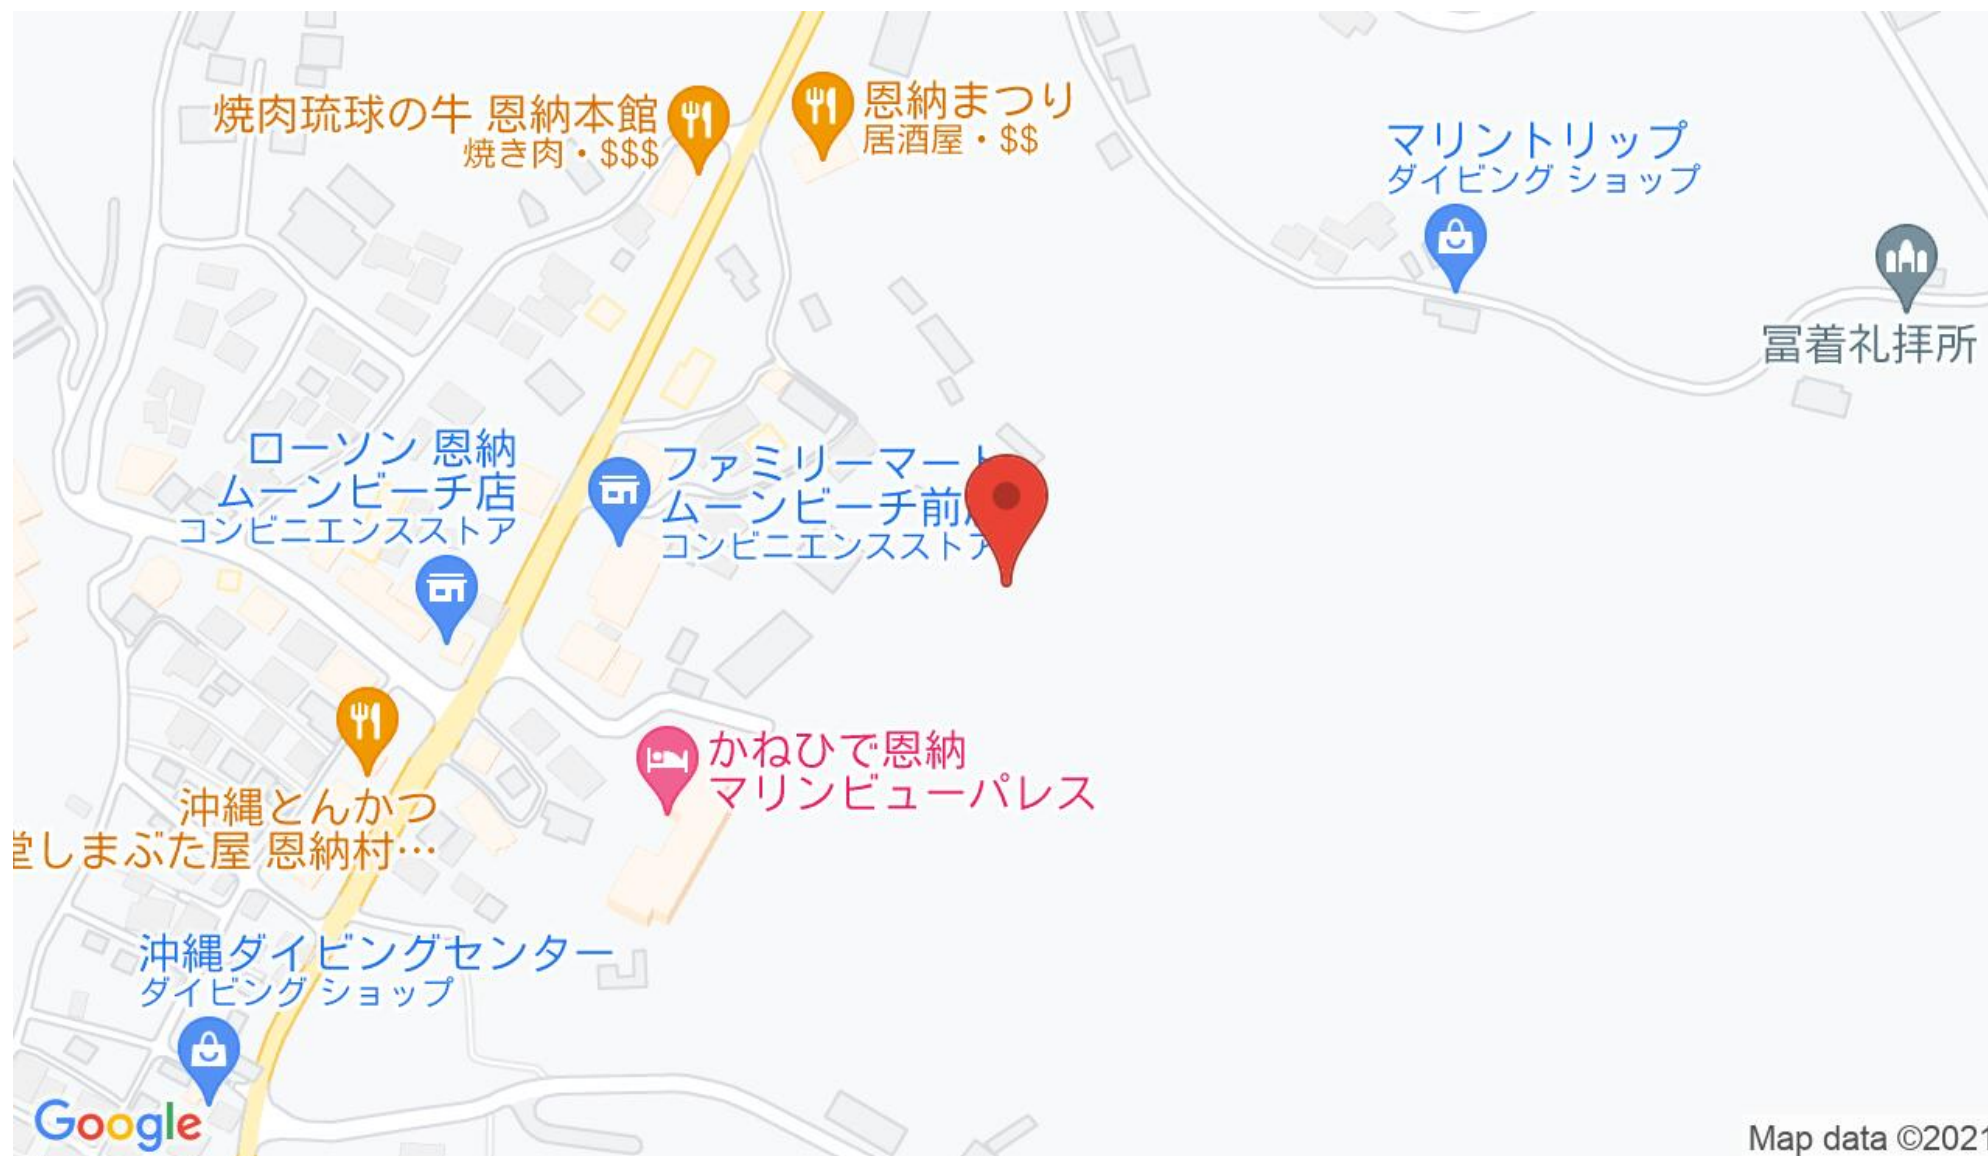 焼肉琉球の牛 恩納本館
焼き肉・$$$
恩納まつり
居酒屋・$$
マリントリップ
ダイビング ショップ
冨着礼拝所
ローソン 恩納
ムーンビーチ店
コンビニエンスストア
ファミリーマート
ムーンビーチ前
コンビニエンスストア
かねひで恩納
マリンビューパレス
沖縄とんかつ
堂しまぶた屋 恩納村…
沖縄ダイビングセンター
ダイビング ショップ
Google
Map data ©2021